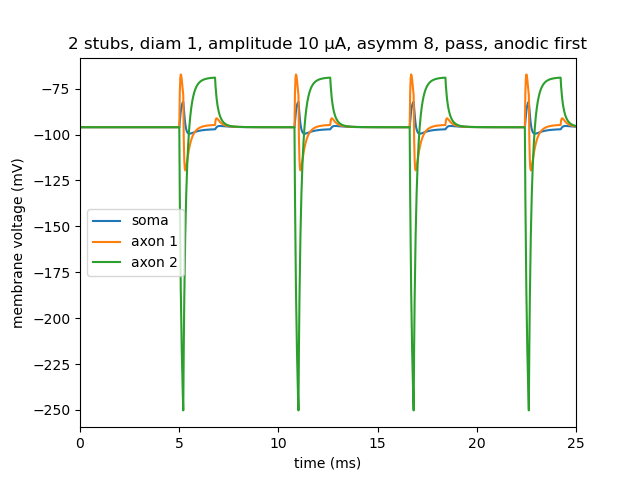 2 stubs, diam 1, amplitude 10 µA, asymm 8, pass, anodic first
−75
−100
−125
−150
−175
−200
−225
−250
membrane voltage (mV)
soma
axon 1
axon 2
0 5 10 15 20 25
time (ms)